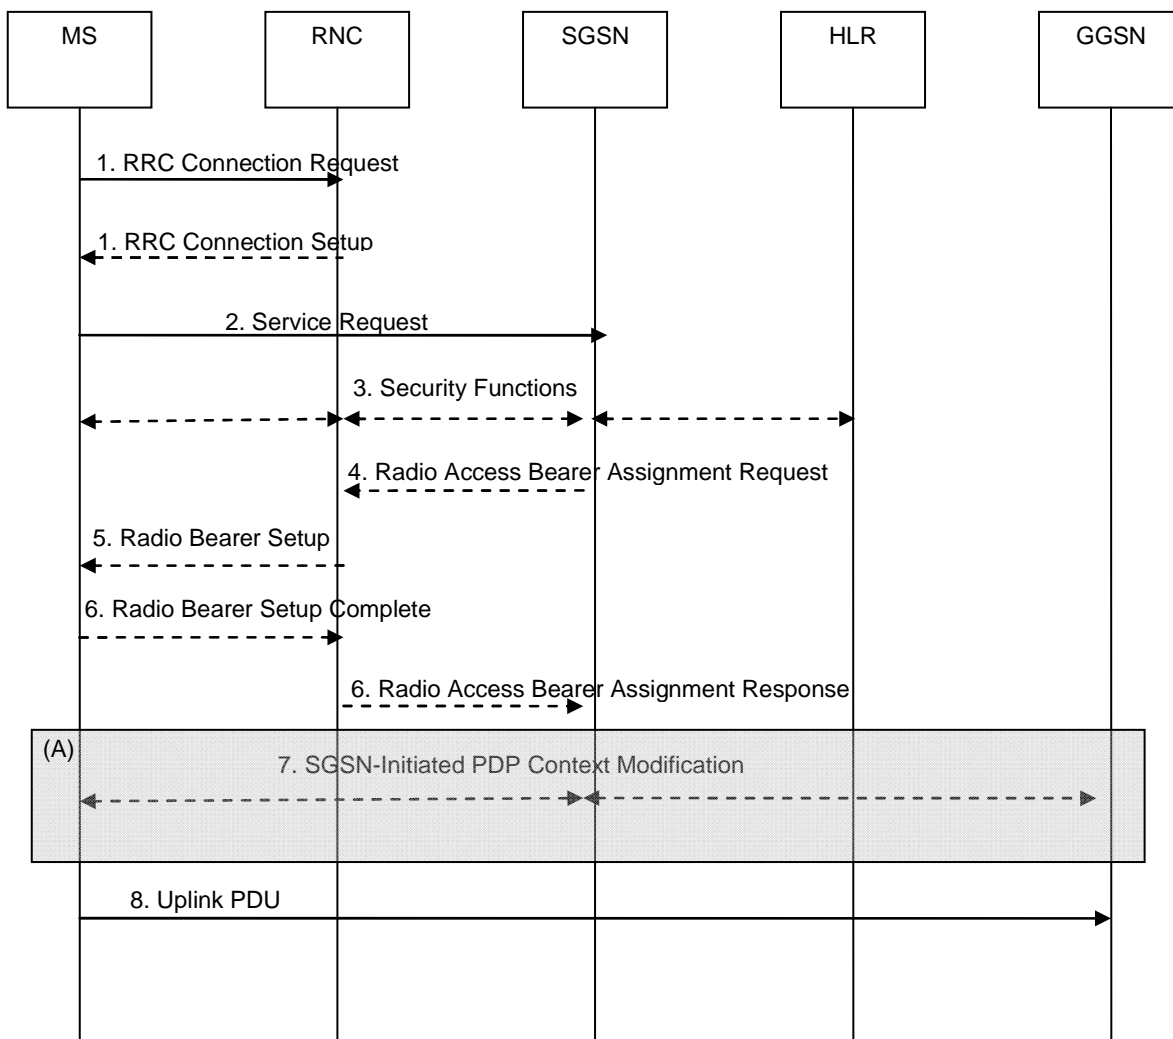 MS
RNC
SGSN
HLR
GGSN
1. RRC Connection Request
1. RRC Connection Setup
2. Service Request
3. Security Functions
4. Radio Access Bearer Assignment Request
5. Radio Bearer Setup
6. Radio Bearer Setup Complete
6. Radio Access Bearer Assignment Response
(A)
7. SGSN-Initiated PDP Context Modification
8. Uplink PDU